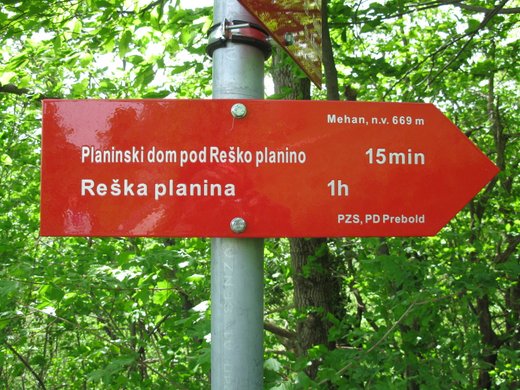 Mehan, n.v. 669 m
Planinski dom pod Reško planino 15min
Reška planina 1h
PZS, PD Prebold